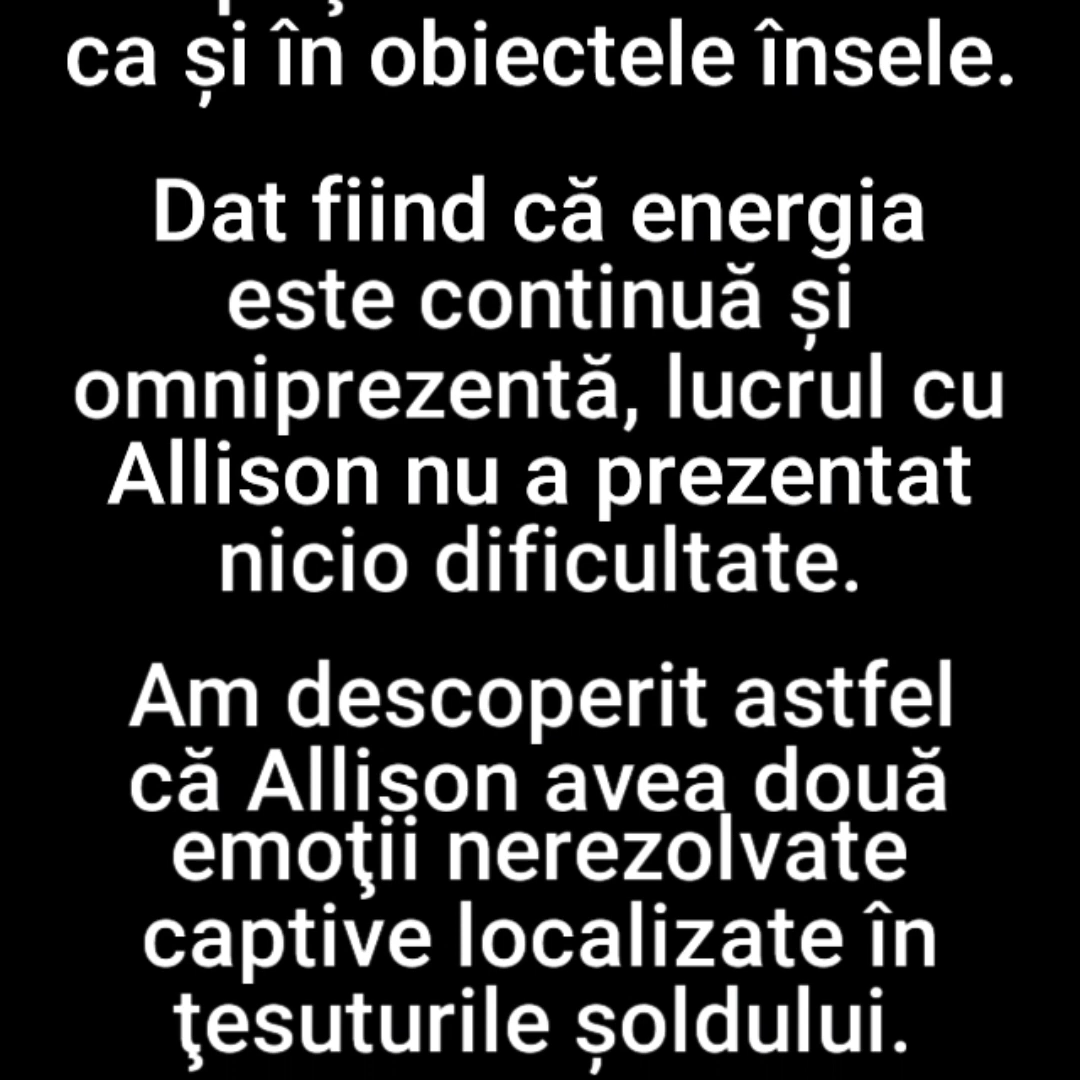 ca și în obiectele însele.
Dat fiind că energia
este continuă și
omniprezentă, lucrul cu
Allison nu a prezentat
nicio dificultate.
Am descoperit astfel
că Allison avea două
emoţii nerezolvate
captive localizate în
ţesuturile șoldului.